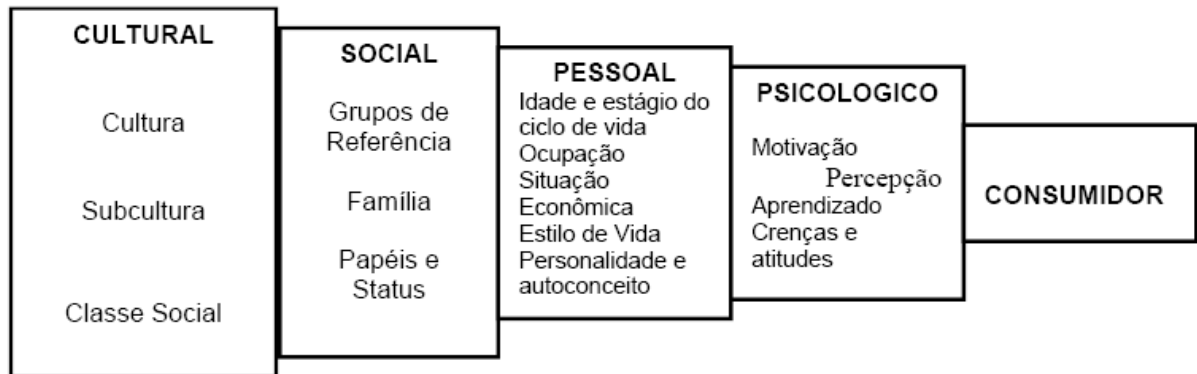 CULTURAL
Cultura
Subcultura
Classe Social
SOCIAL
Grupos de
Referência
Família
Papéis e
Status
PESSOAL
Idade e estágio do
ciclo de vida
Ocupação
Situação
Econômica
Estilo de Vida
Personalidade e
autoconceito
PSICOLOGICO
Motivação
Percepção
Aprendizado
Crenças e
atitudes
CONSUMIDOR